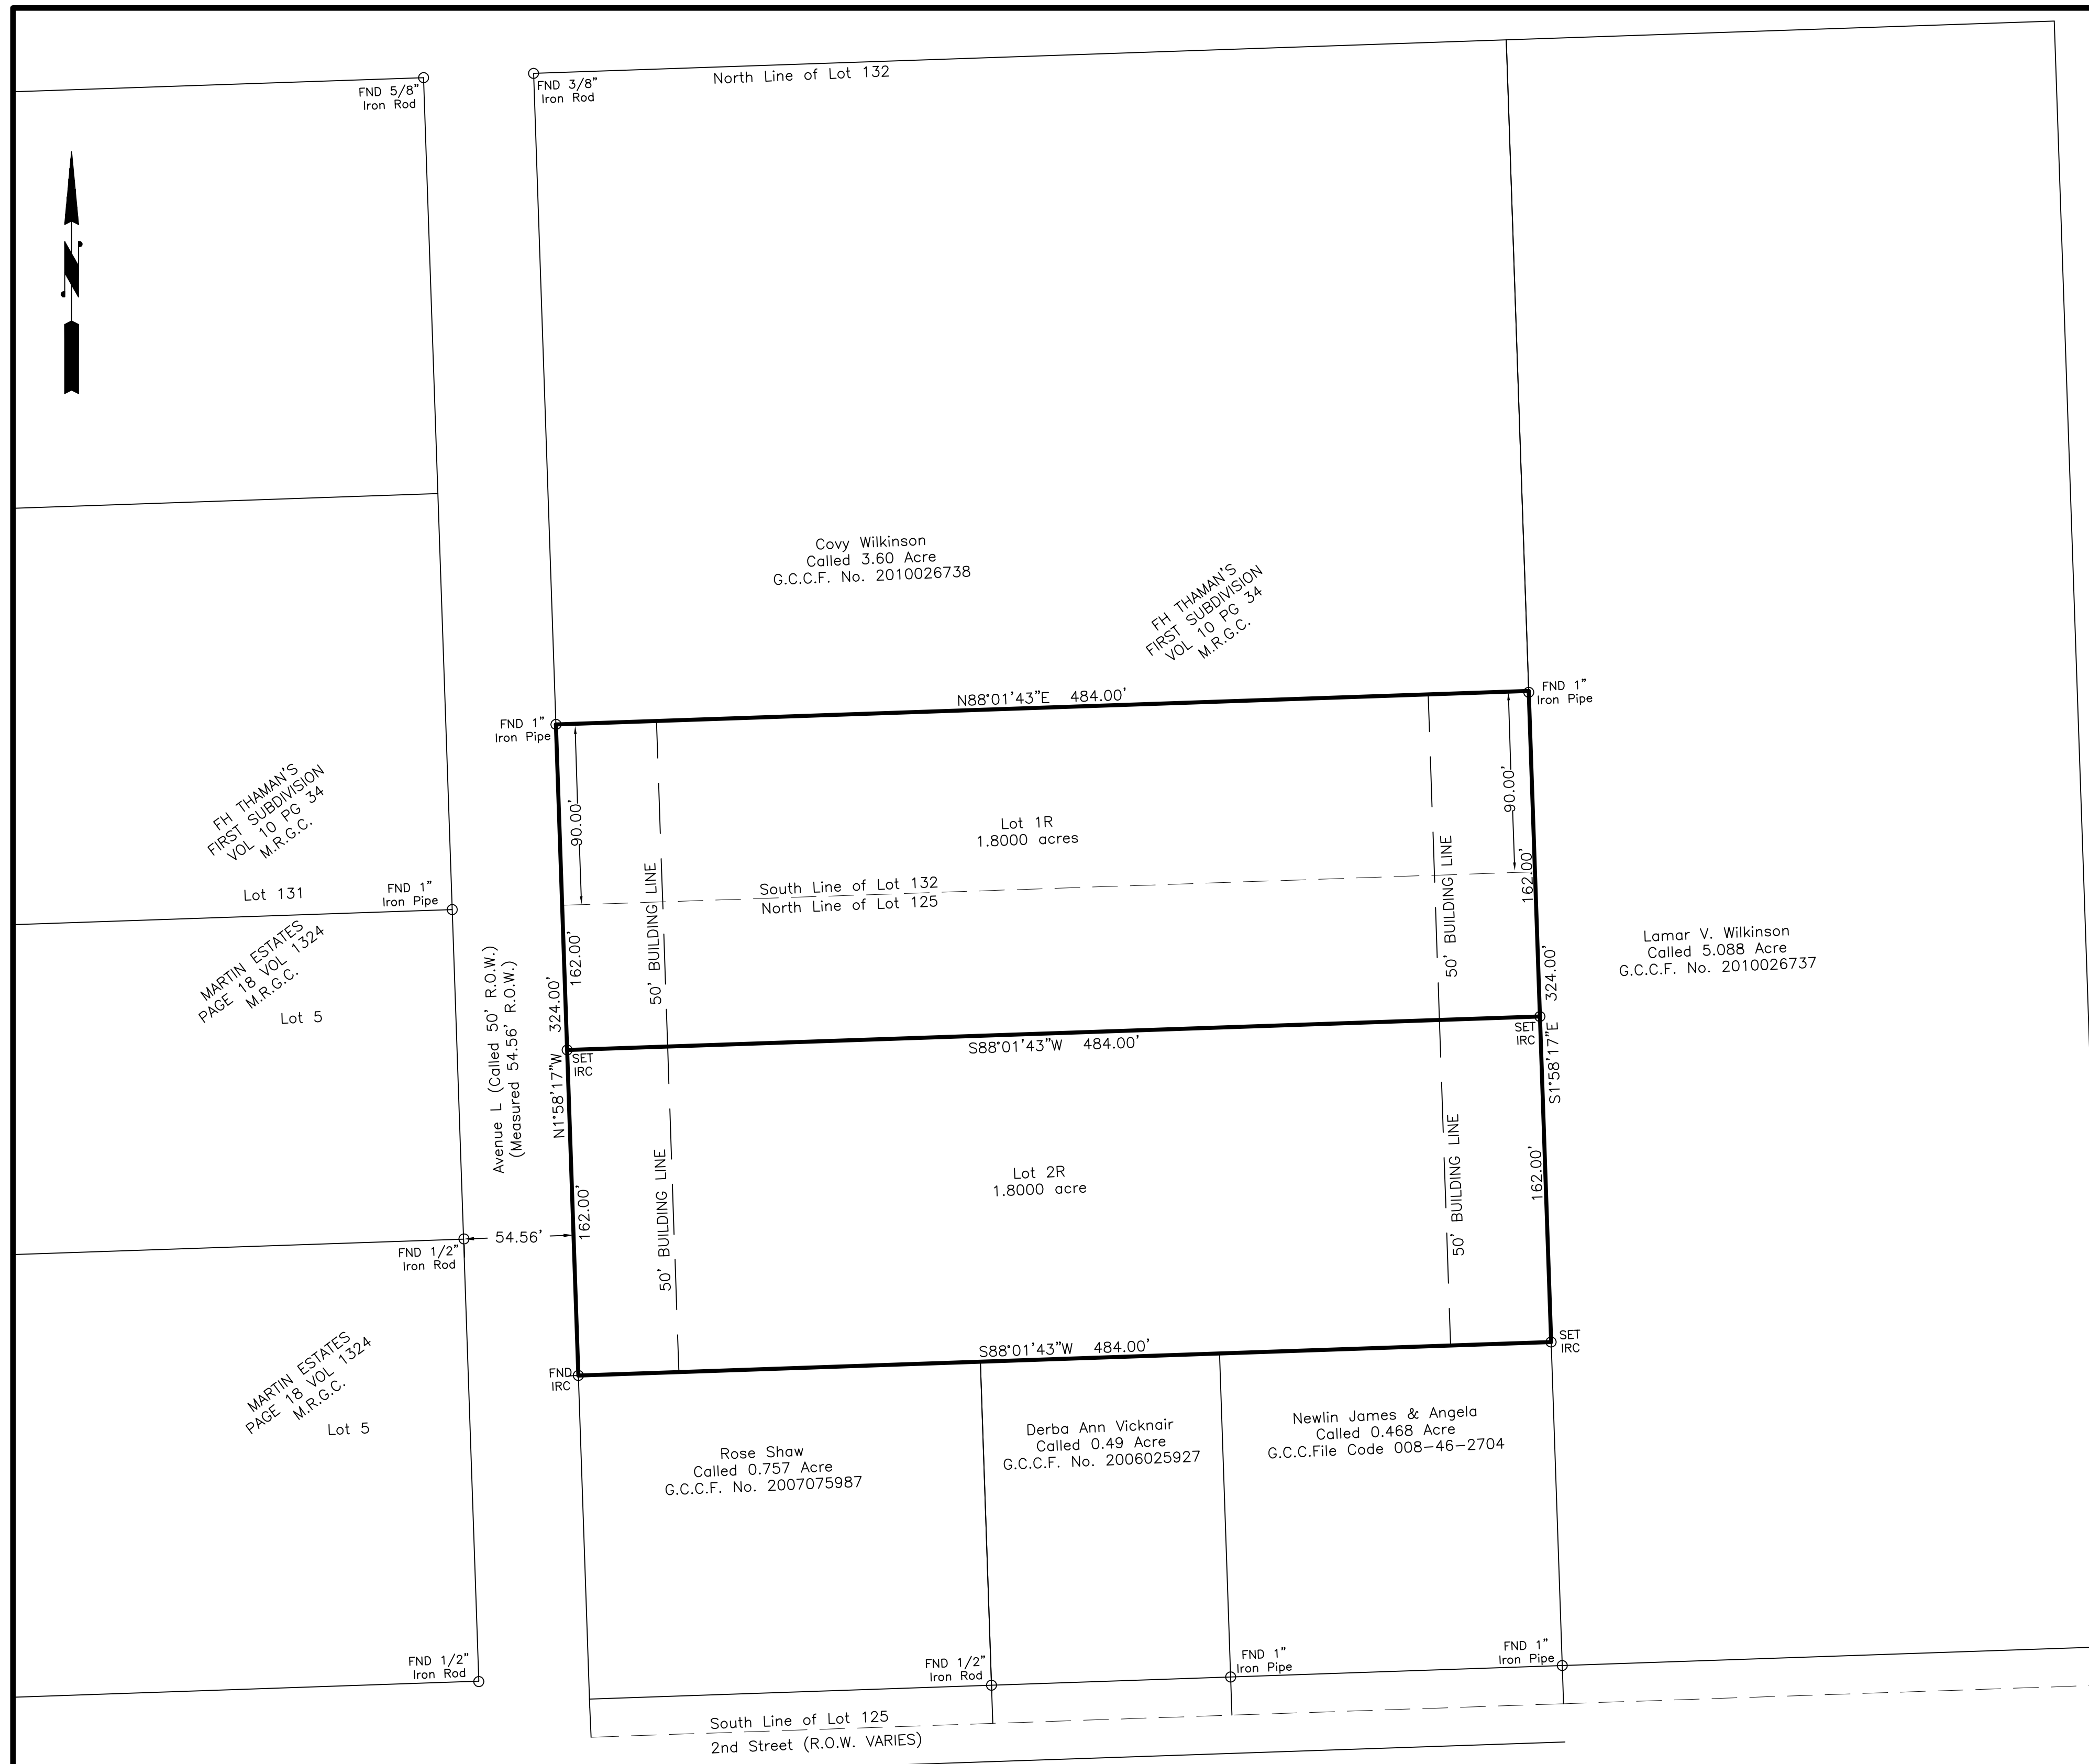 FND 5/8"
Iron Rod
FND 3/8"
Iron Rod
North Line of Lot 132
N
Covy Wilkinson
Called 3.60 Acre
G.C.C.F. No. 2010026738
FH THAMAN'S
FIRST SUBDIVISION
VOL 10 PG 34
M.R.G.C.
N88°01'43"E 484.00'
FND 1"
Iron Pipe
FND 1"
Iron Pipe
90.00'
90.00'
Lot 1R
1.8000 acres
FH THAMAN'S
FIRST SUBDIVISION
VOL 10 PG 34
M.R.G.C.
Lot 131
FND 1"
Iron Pipe
South Line of Lot 132
North Line of Lot 125
50' BUILDING LINE
50' BUILDING LINE
162.00'
162.00'
324.00'
324.00'
MARTIN ESTATES
PAGE 18 VOL 1324
M.R.G.C.
Lot 5
Avenue L (Called 50' R.O.W.)
(Measured 54.56' R.O.W.)
Lamar V. Wilkinson
Called 5.088 Acre
G.C.C.F. No. 2010026737
SET
IRC
S88°01'43"W 484.00'
SET
IRC
N1°58'17"W
S1°58'17"E
Lot 2R
1.8000 acre
50' BUILDING LINE
50' BUILDING LINE
162.00'
162.00'
54.56'
FND 1/2"
Iron Rod
MARTIN ESTATES
PAGE 18 VOL 1324
M.R.G.C.
Lot 5
S88°01'43"W 484.00'
FND
IRC
SET
IRC
Rose Shaw
Called 0.757 Acre
G.C.C.F. No. 2007075987
Derba Ann Vicknair
Called 0.49 Acre
G.C.C.F. No. 2006025927
Newlin James & Angela
Called 0.468 Acre
G.C.C.File Code 008-46-2704
FND 1/2"
Iron Rod
FND 1/2"
Iron Rod
FND 1"
Iron Pipe
FND 1"
Iron Pipe
South Line of Lot 125
2nd Street (R.O.W. VARIES)